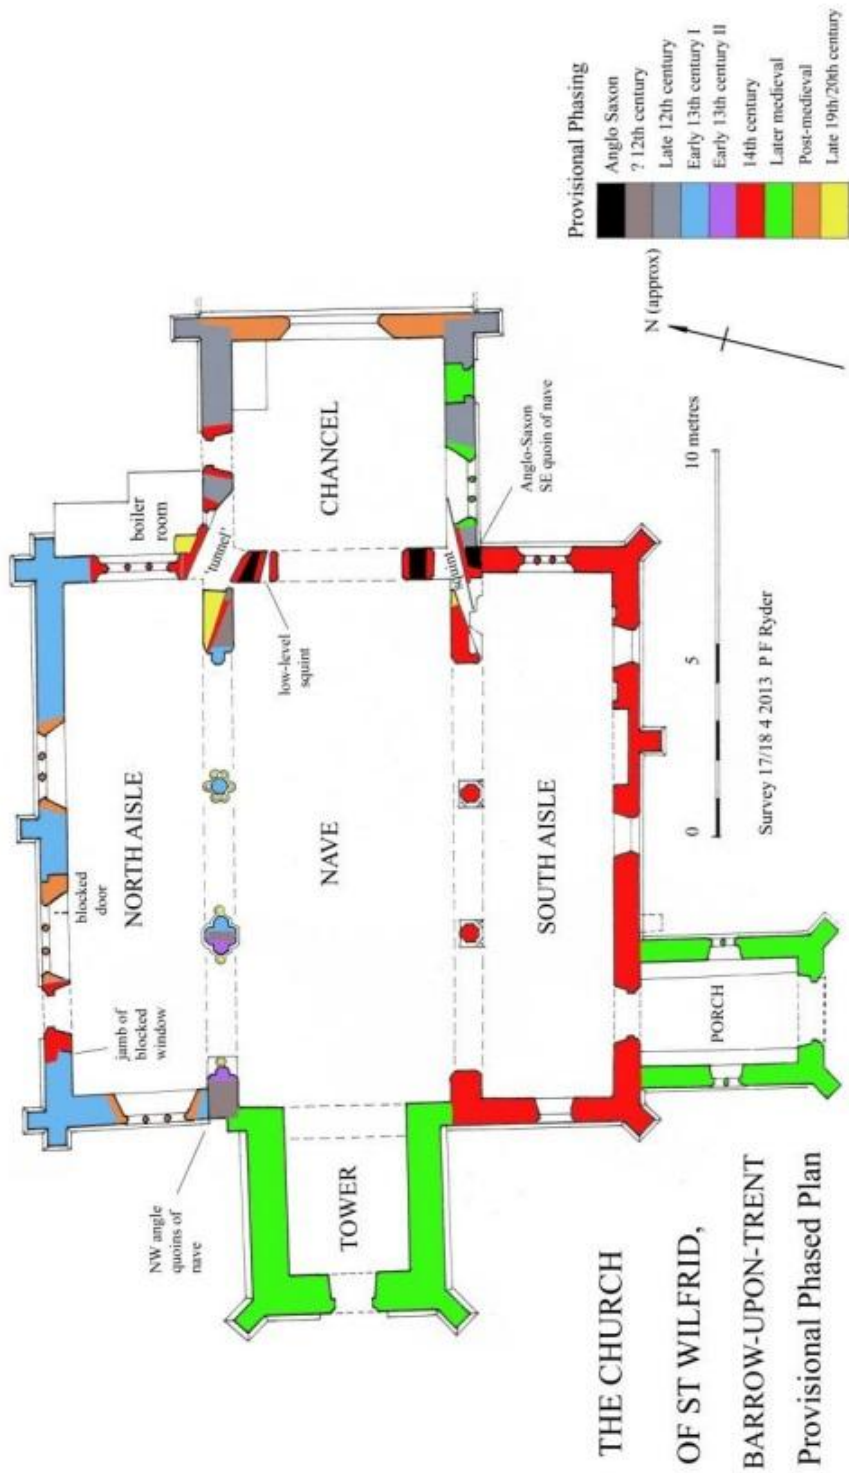 THE CHURCH
OF ST WILFRID,
BARROW-UPON-TRENT
Provisional Phased Plan
NW angle
quoins of
nave
TOWER
jamb of
blocked
window
blocked
door
NORTH AISLE
NAVE
SOUTH AISLE
PORCH
low-level
squint
boiler
room
'tunnel'
CHANCEL
squint
Anglo-Saxon
SE quoin of nave
0
5
10 metres
Survey 17/18 4 2013 P F Ryder
N (approx)
Provisional Phasing
Anglo Saxon
? 12th century
Late 12th century
Early 13th century I
Early 13th century II
14th century
Later medieval
Post-medieval
Late 19th/20th century